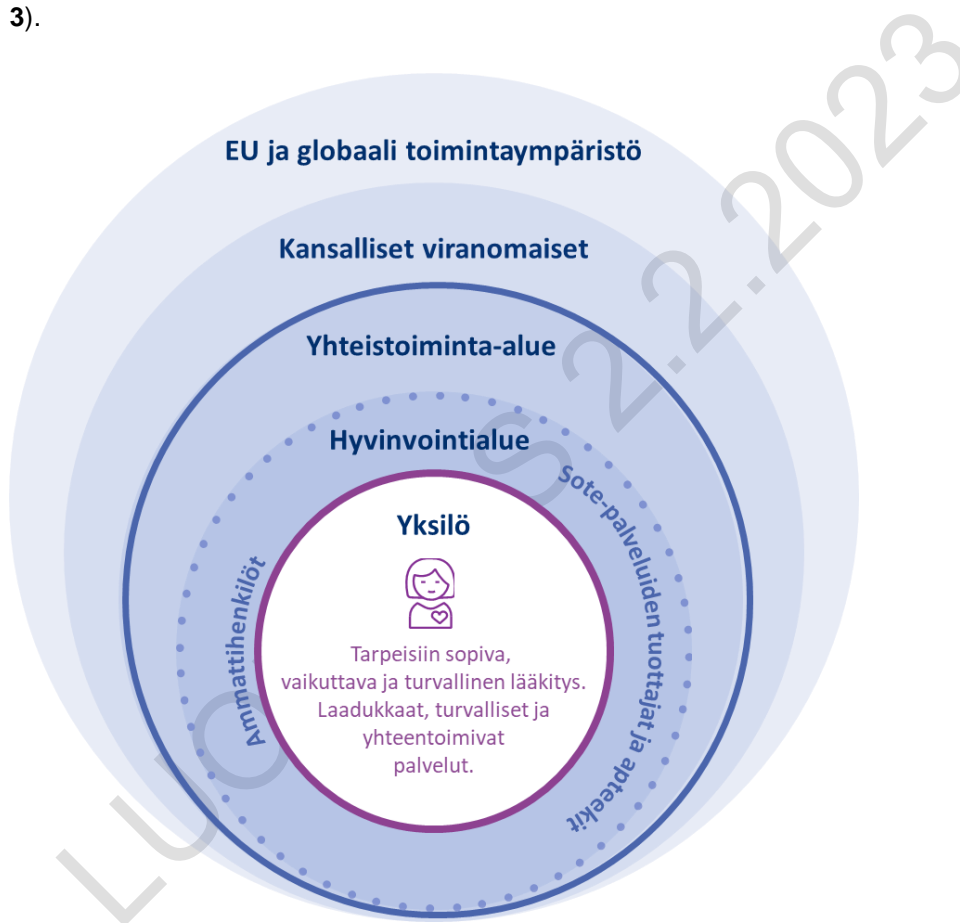 3).
EU ja globaali toimintaympäristö
Kansalliset viranomaiset
Yhteistoiminta-alue
Hyvinvointialue
Sote-palveluiden tuottajat ja apteekit
Ammattihenkilöt
Yksilö
Tarpeisiin sopiva,
vaikuttava ja turvallinen lääkitys.
Laadukkaat, turvalliset ja
yhteentoimivat
palvelut.
LUO S 2.2.2023